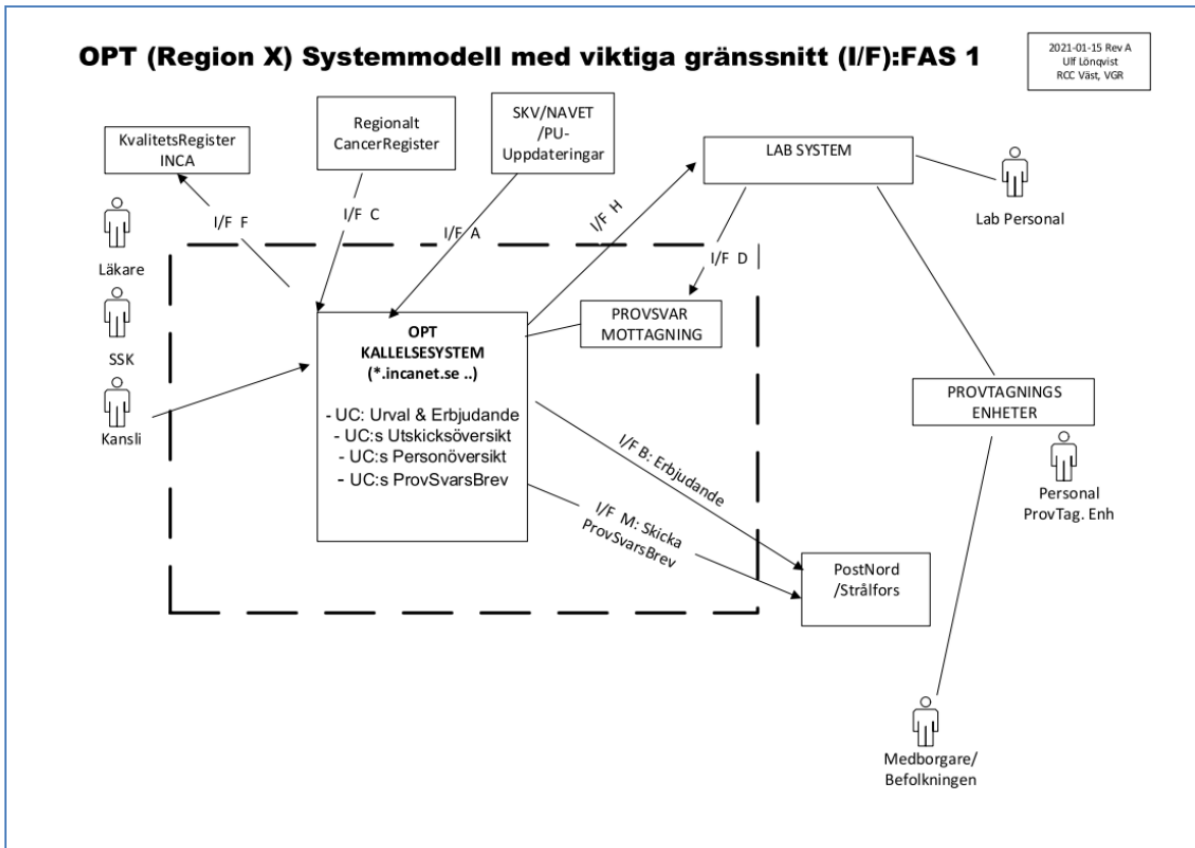 OPT (Region X) Systemmodell med viktiga gränssnitt (I/F):FAS 1
2021-01-15 Rev A
Ulf Lönqvist
RCC Väst, VGR
KvalitetsRegister
INCA
Regionalt
CancerRegister
SKV/NAVET
/PU-
Uppdateringar
LAB SYSTEM
Lab Personal
I/F F
I/F C
I/F A
I/F H
I/F D
Läkare
SSK
Kansli
OPT
KALLELSESYSTEM
(*.incanet.se ..)
- UC: Urval & Erbjudande
- UC:s Utskicksöversikt
- UC:s Personöversikt
- UC:s ProvSvarsBrev
PROVSVAR
MOTTAGNING
PROVTAGNINGS
ENHETER
Personal
ProvTag. Enh
I/F B: Erbjudande
I/F M: Skicka
ProvSvarsBrev
PostNord
/Strålfors
Medborgare/
Befolkningen